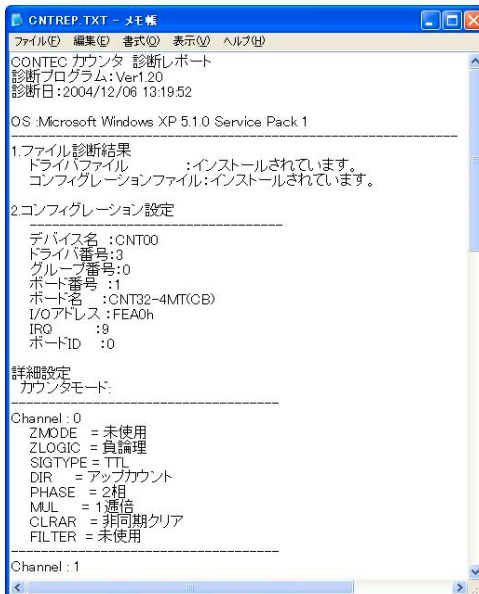 CNTREP.TXT - メモ帳
ファイル(F) 編集(E) 書式(O) 表示(V) ヘルプ(H)
CONTEC カウンタ 診断レポート
診断プログラム:Ver1.20
診断日:2004/12/06 13:19:52
OS :Microsoft Windows XP 5.1.0 Service Pack 1
--------------------------------------------------------------
1.ファイル診断結果
ドライバファイル :インストールされています。
コンフィグレーションファイル:インストールされています。
2.コンフィグレーション設定
-----------------------------------
デバイス名 :CNT00
ドライバ番号:3
グループ番号:0
ボード番号 :1
ボード名 :CNT32-4MT(CB)
I/Oアドレス :FEA0h
IRQ :9
ボードID :0
詳細設定
カウンタモード:
-------------------------------------
Channel : 0
ZMODE = 未使用
ZLOGIC = 負論理
SIGTYPE = TTL
DIR = アップカウント
PHASE = 2相
MUL = 1逓倍
CLRAR = 非同期クリア
FILTER = 未使用
-------------------------------------
Channel : 1